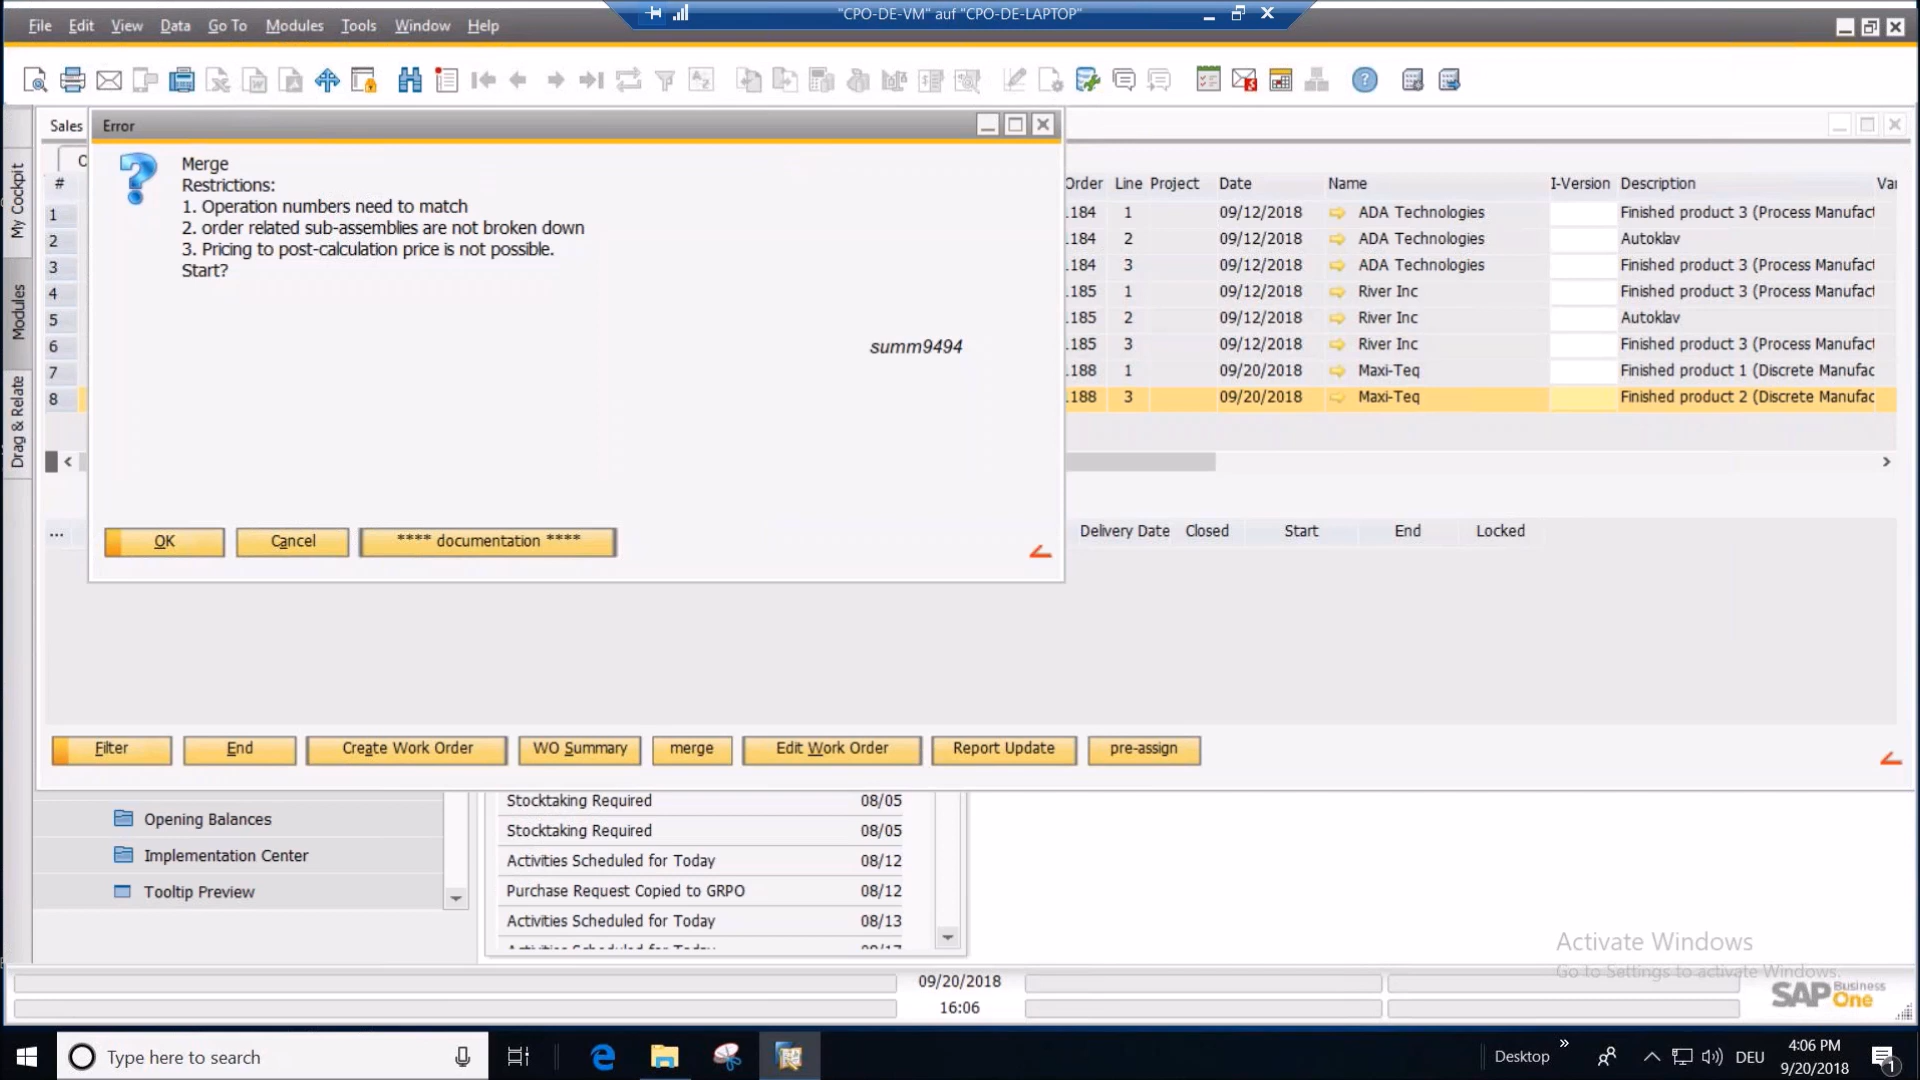 "CPO-DE-VM" auf "CPO-DE-LAPTOP"
File Edit View Data Go To Modules Tools Window Help
My Cockpit
Modules
Drag & Relate
Sales
Error
Merge
Restrictions:
1. Operation numbers need to match
2. order related sub-assemblies are not broken down
3. Pricing to post-calculation price is not possible.
Start?
summ9494
OK Cancel **** documentation ****
# Order Line Project Date Name I-Version Description
1 .184 1 09/12/2018 ADA Technologies Finished product 3 (Process Manufact
2 .184 2 09/12/2018 ADA Technologies Autoklav
3 .184 3 09/12/2018 ADA Technologies Finished product 3 (Process Manufact
4 .185 1 09/12/2018 River Inc Finished product 3 (Process Manufact
5 .185 2 09/12/2018 River Inc Autoklav
6 .185 3 09/12/2018 River Inc Finished product 3 (Process Manufact
7 .188 1 09/20/2018 Maxi-Teq Finished product 1 (Discrete Manufac
8 .188 3 09/20/2018 Maxi-Teq Finished product 2 (Discrete Manufac
... Delivery Date Closed Start End Locked
Filter End Create Work Order WO Summary merge Edit Work Order Report Update pre-assign
Opening Balances
Implementation Center
Tooltip Preview
Stocktaking Required 08/05
Stocktaking Required 08/05
Activities Scheduled for Today 08/12
Purchase Request Copied to GRPO 08/12
Activities Scheduled for Today 08/13
Activate Windows
Go to Settings to activate Windows.
09/20/2018
16:06
SAP Business One
Type here to search
Desktop
DEU
4:06 PM
9/20/2018
1